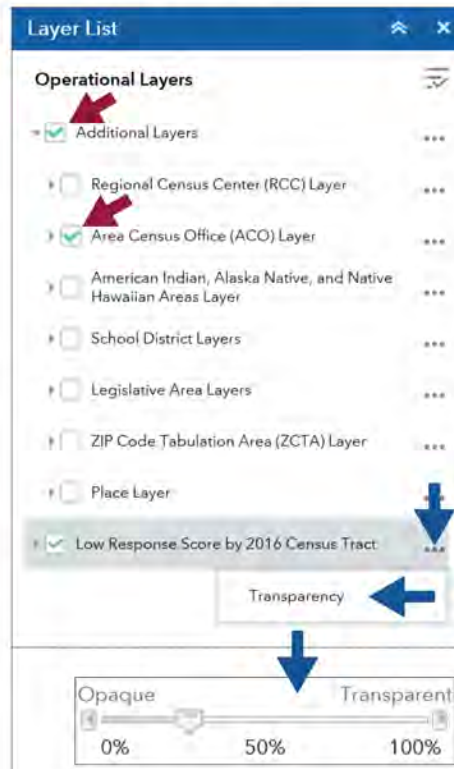 Layer List
Operational Layers
Additional Layers
Regional Census Center (RCC) Layer
Area Census Office (ACO) Layer
American Indian, Alaska Native, and Native
Hawaiian Areas Layer
School District Layers
Legislative Area Layers
ZIP Code Tabulation Area (ZCTA) Layer
Place Layer
Low Response Score by 2016 Census Tract
Transparency
Opaque Transparent
0% 50% 100%